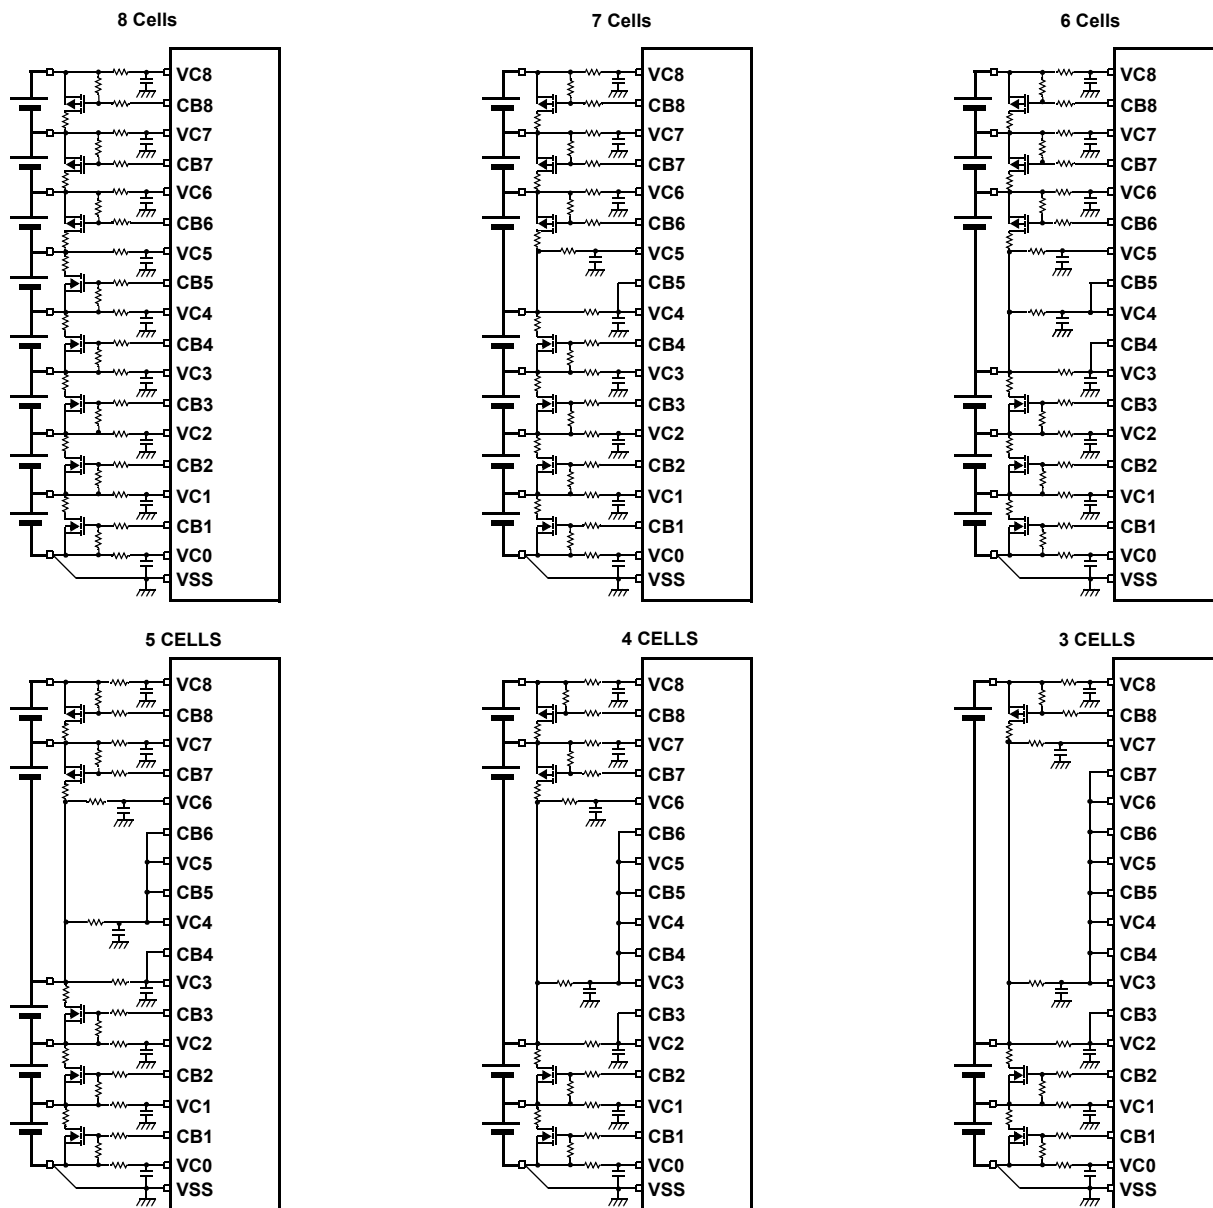 8 Cells
VC8
CB8
VC7
CB7
VC6
CB6
VC5
CB5
VC4
CB4
VC3
CB3
VC2
CB2
VC1
CB1
VC0
VSS
7 Cells
VC8
CB8
VC7
CB7
VC6
CB6
VC5
CB5
VC4
CB4
VC3
CB3
VC2
CB2
VC1
CB1
VC0
VSS
6 Cells
VC8
CB8
VC7
CB7
VC6
CB6
VC5
CB5
VC4
CB4
VC3
CB3
VC2
CB2
VC1
CB1
VC0
VSS
5 CELLS
VC8
CB8
VC7
CB7
VC6
CB6
VC5
CB5
VC4
CB4
VC3
CB3
VC2
CB2
VC1
CB1
VC0
VSS
4 CELLS
VC8
CB8
VC7
CB7
VC6
CB6
VC5
CB5
VC4
CB4
VC3
CB3
VC2
CB2
VC1
CB1
VC0
VSS
3 CELLS
VC8
CB8
VC7
CB7
VC6
CB6
VC5
CB5
VC4
CB4
VC3
CB3
VC2
CB2
VC1
CB1
VC0
VSS